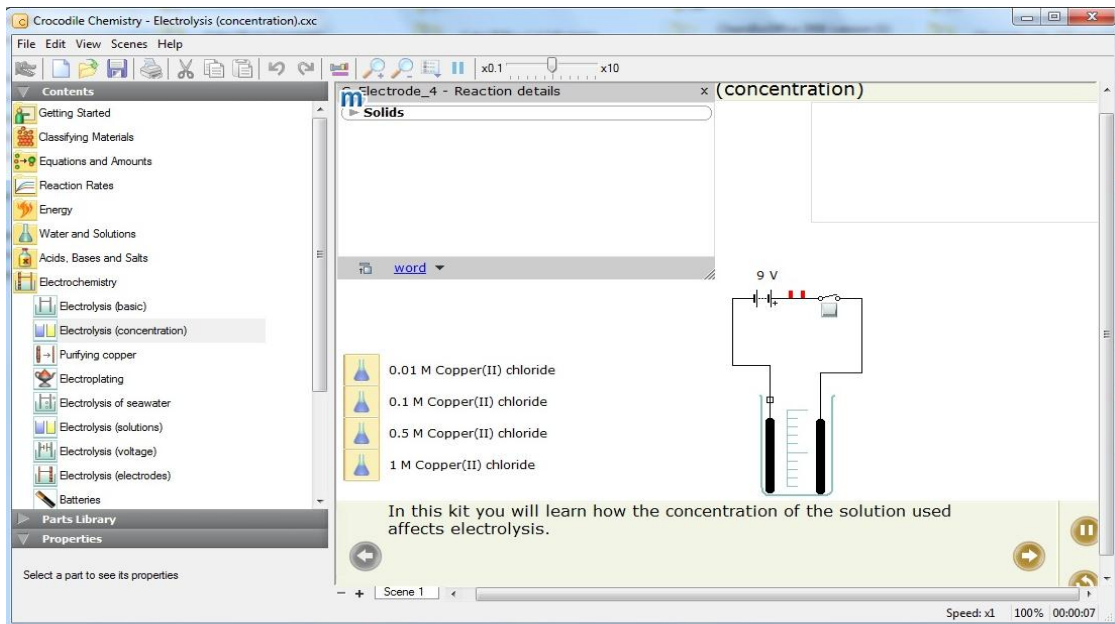 Crocodile Chemistry - Electrolysis (concentration).cxc
File Edit View Scenes Help
x0.1 x10
Contents
Getting Started
Classifying Materials
Equations and Amounts
Reaction Rates
Energy
Water and Solutions
Acids, Bases and Salts
Electrochemistry
Electrolysis (basic)
Electrolysis (concentration)
Purifying copper
Electroplating
Electrolysis of seawater
Electrolysis (solutions)
Electrolysis (voltage)
Electrolysis (electrodes)
Batteries
Parts Library
Properties
Select a part to see its properties
m
Electrode_4 - Reaction details x
Solids
word
(concentration)
9 V
0.01 M Copper(II) chloride
0.1 M Copper(II) chloride
0.5 M Copper(II) chloride
1 M Copper(II) chloride
In this kit you will learn how the concentration of the solution used
affects electrolysis.
- + Scene 1
Speed: x1 100% 00:00:07